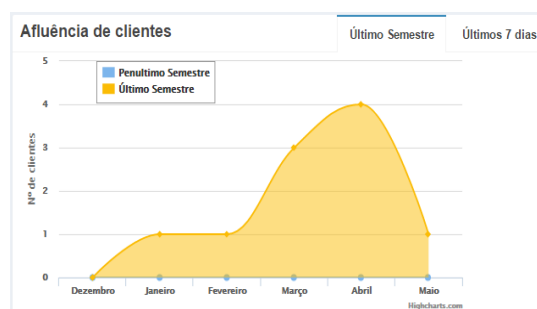 Afluência de clientes
Último Semestre
Últimos 7 dias
Penultimo Semestre
Último Semestre
Nº de clientes
5
4
3
2
1
0
Dezembro Janeiro Fevereiro Março Abril Maio
Highcharts.com